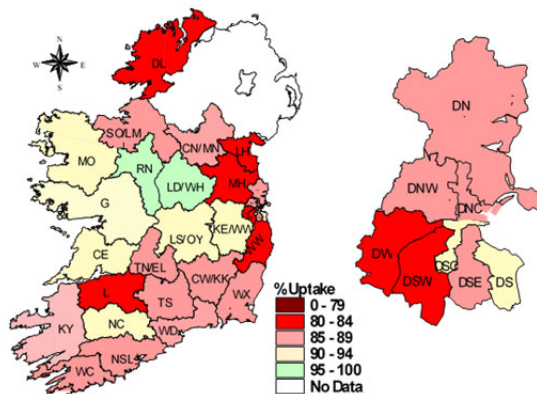 N
W E
S
DL
SO/LM
CN/MN
LH
MO
RN
LD/WH
MH
G
LS/OY
KE/WW
WW
CE
TN/EL
CW/KK
L
TS
WX
KY
NC
WD
NSL
WC
DN
DNW
DNC
DW
DSW
DSC
DSE
DS
%Uptake
0 - 79
80 - 84
85 - 89
90 - 94
95 - 100
No Data